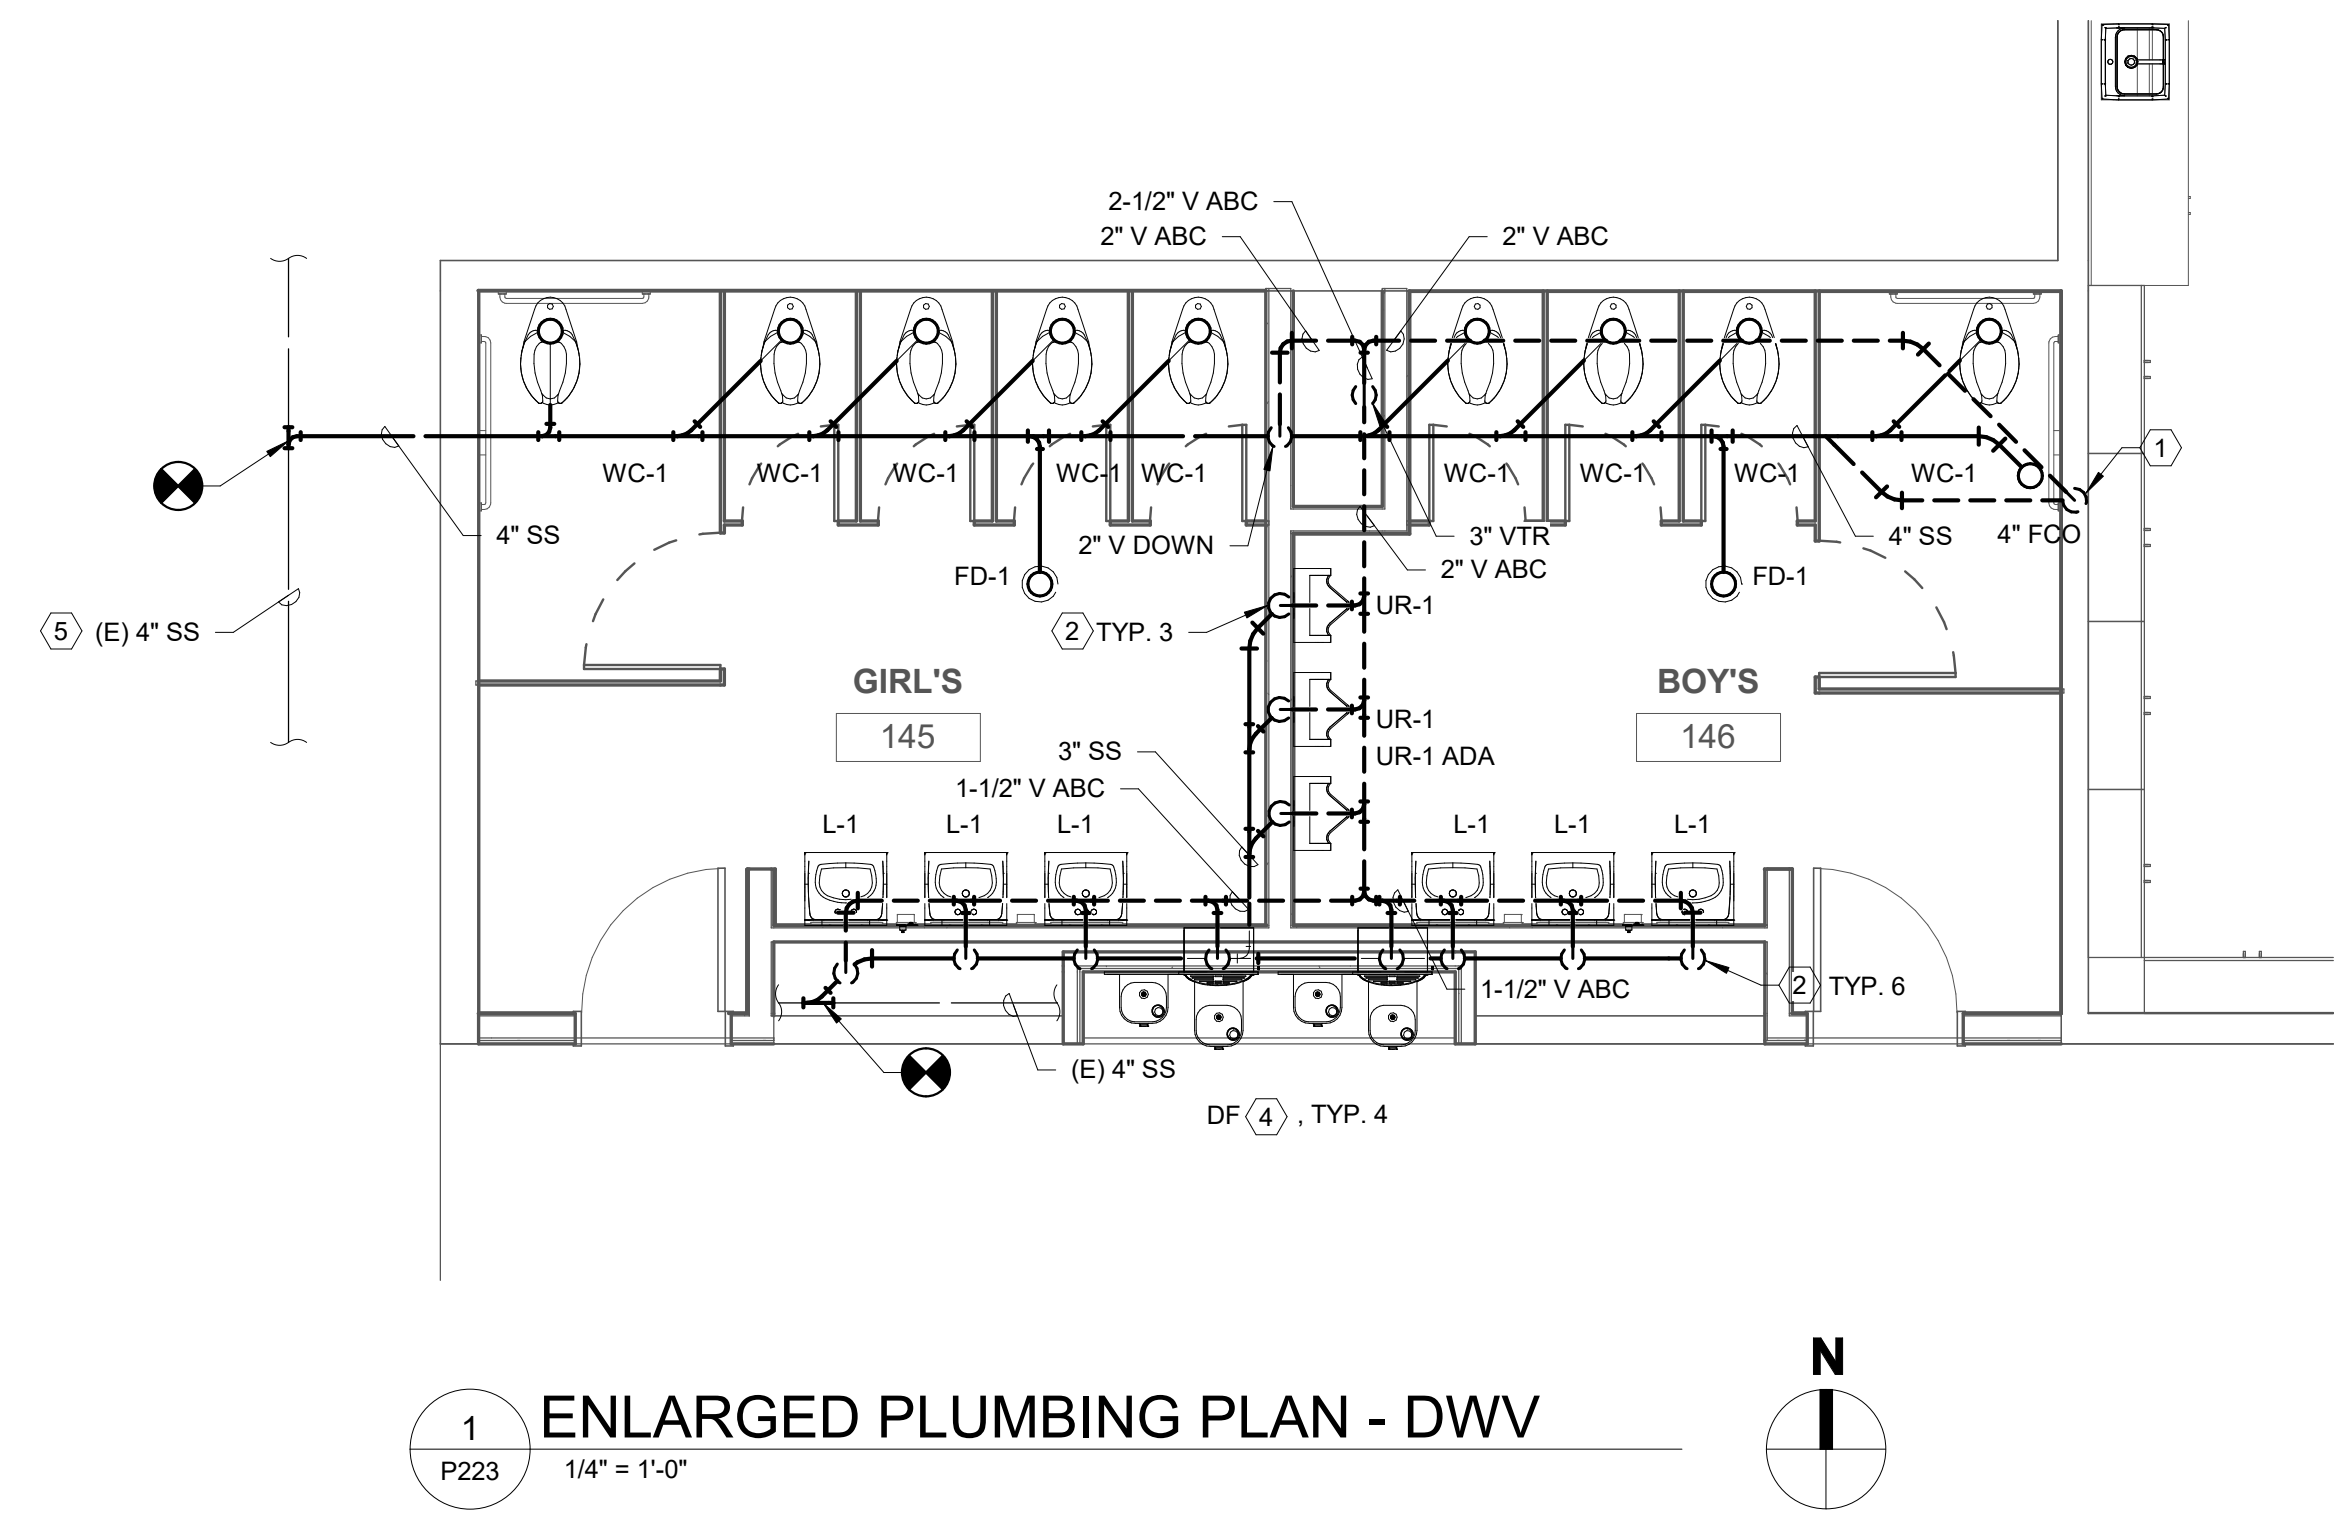 2-1/2" V ABC
2" V ABC
2" V ABC
WC-1
WC-1
WC-1
WC-1
WC-1
WC-1
WC-1
WC-1
WC-1
1
4" SS
2" V DOWN
3" VTR
4" SS
4" FCO
2" V ABC
FD-1
FD-1
5 (E) 4" SS
2 TYP. 3
UR-1
GIRL'S
BOY'S
145
146
UR-1
UR-1 ADA
3" SS
1-1/2" V ABC
L-1
L-1
L-1
L-1
L-1
L-1
1-1/2" V ABC
2 TYP. 6
(E) 4" SS
DF 4 , TYP. 4
N
1
P223
ENLARGED PLUMBING PLAN - DWV
1/4" = 1'-0"